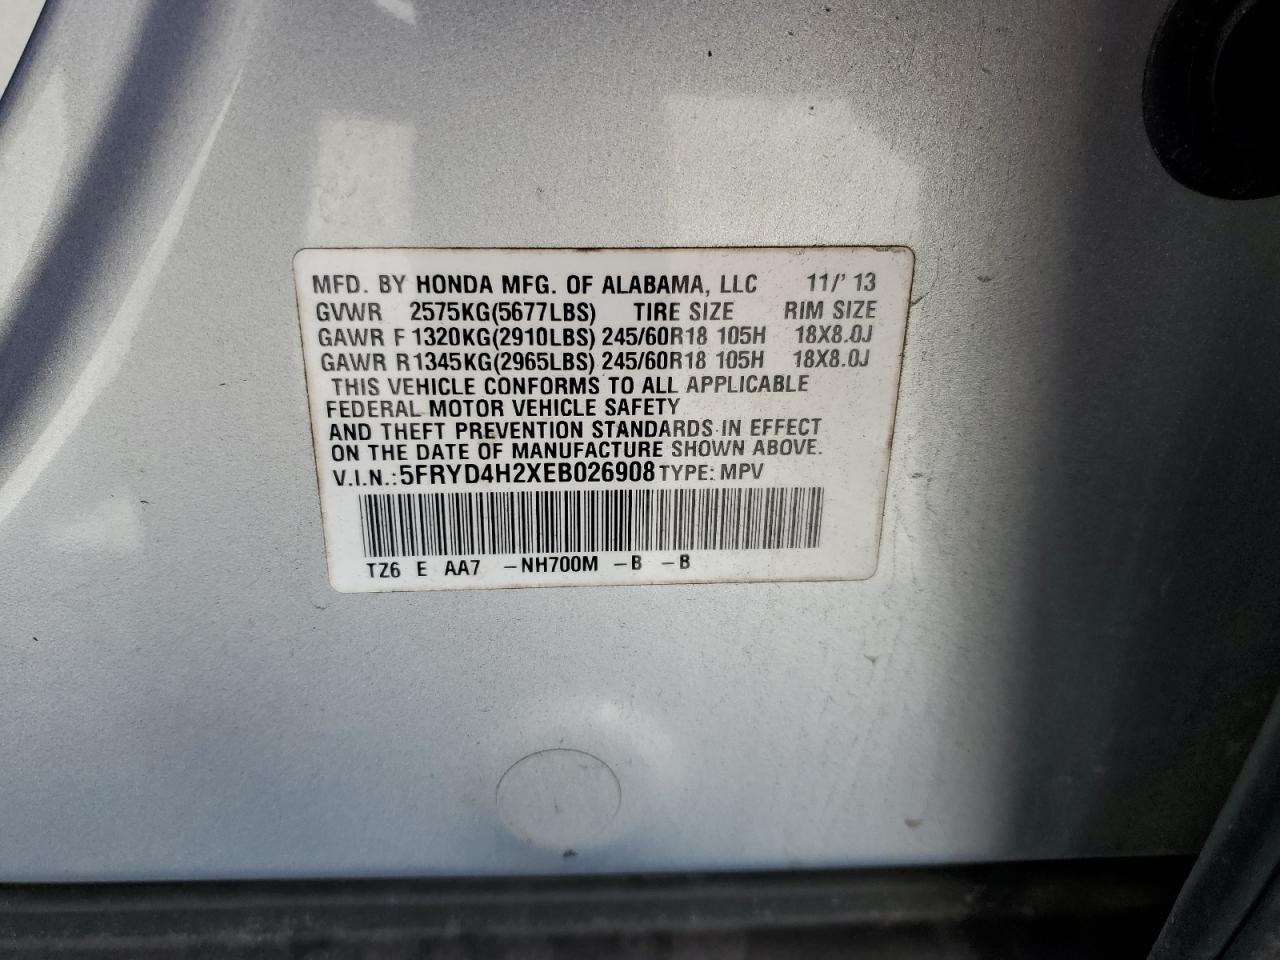 MFD. BY HONDA MFG. OF ALABAMA, LLC 11/' 13
GVWR 2575KG(5677LBS) TIRE SIZE RIM SIZE
GAWR F 1320KG(2910LBS) 245/60R18 105H 18X8.0J
GAWR R 1345KG(2965LBS) 245/60R18 105H 18X8.0J
THIS VEHICLE CONFORMS TO ALL APPLICABLE
FEDERAL MOTOR VEHICLE SAFETY
AND THEFT PREVENTION STANDARDS IN EFFECT
ON THE DATE OF MANUFACTURE SHOWN ABOVE.
V.I.N.: 5FRYD4H2XEB026908 TYPE: MPV
TZ6 E AA7 -NH700M -B -B